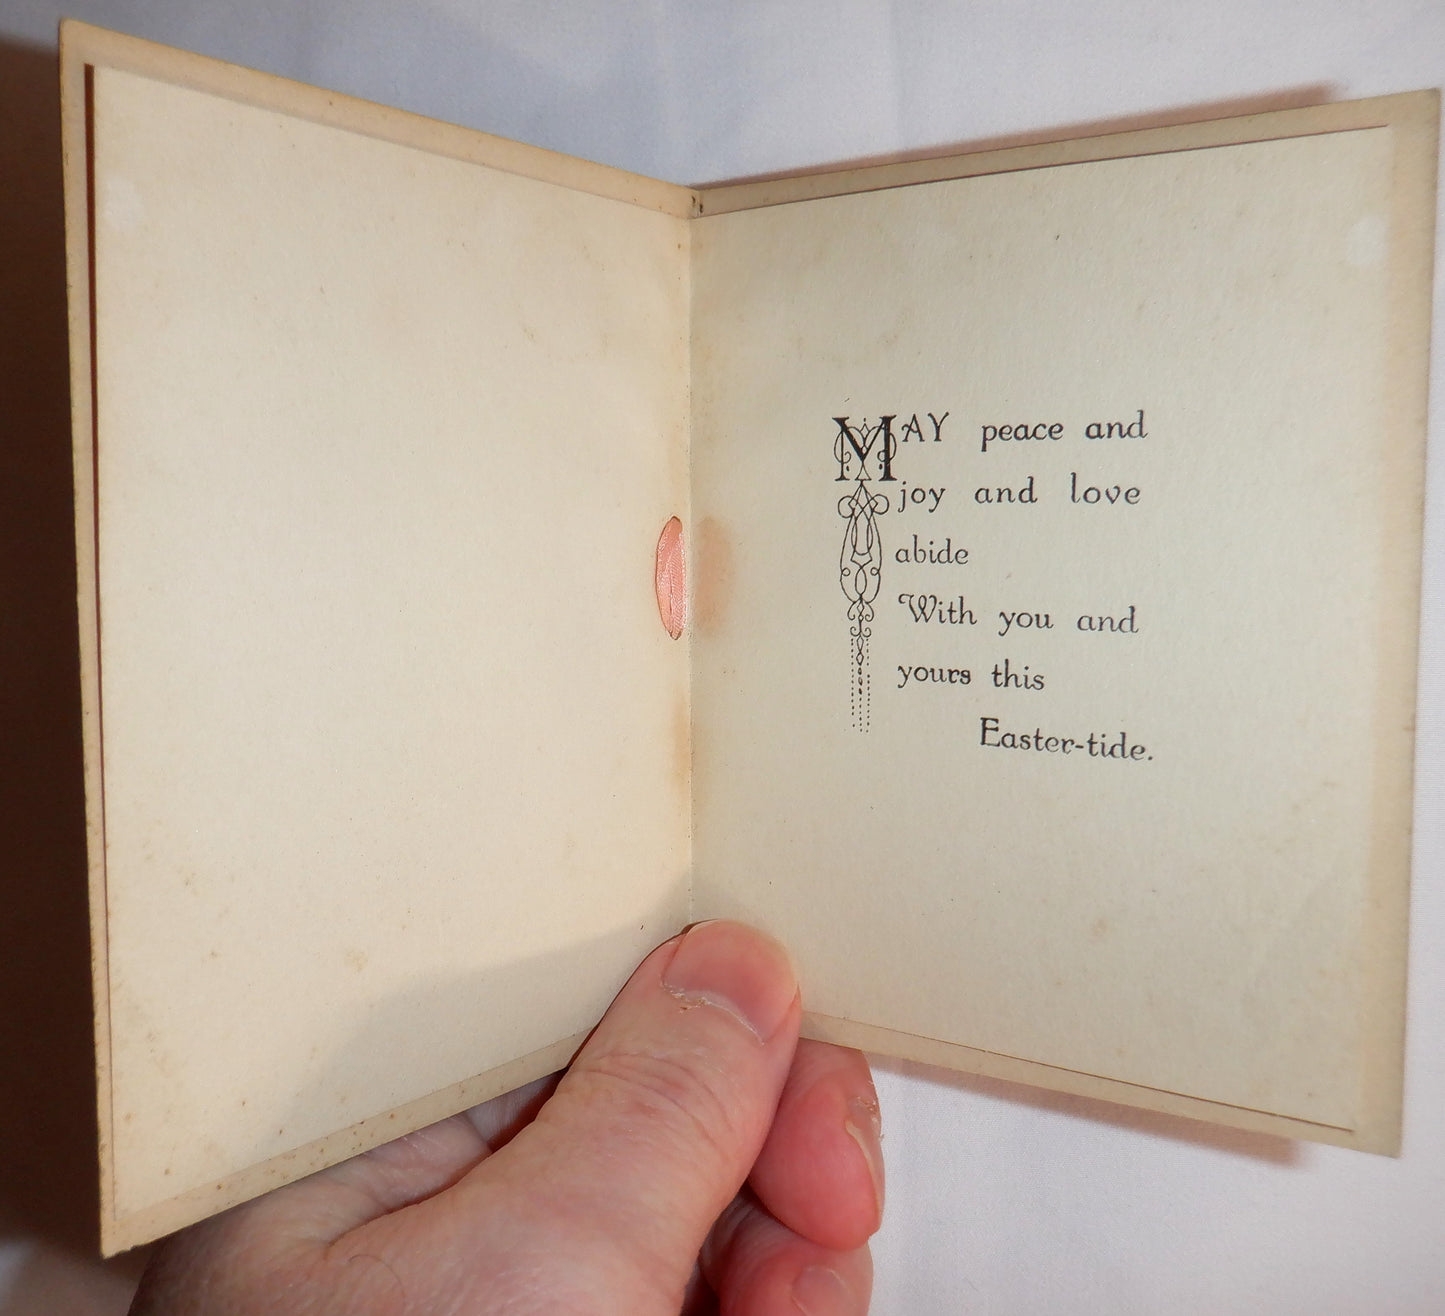 MAY peace and
joy and love
abide
With you and
yours this
Easter-tide.